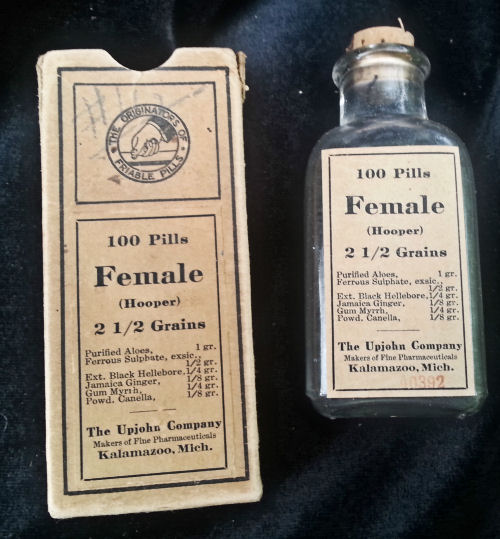 THE ORIGINATORS OF
FRIABLE PILLS
100 Pills
Female
(Hooper)
2 1/2 Grains
Purified Aloes, 1 gr.
Ferrous Sulphate, exsic.,
1/2 gr.
Ext. Black Hellebore, 1/4 gr.
Jamaica Ginger, 1/8 gr.
Gum Myrrh, 1/4 gr.
Powd. Canella, 1/8 gr.
The Upjohn Company
Makers of Fine Pharmaceuticals
Kalamazoo, Mich.
100 Pills
Female
(Hooper)
2 1/2 Grains
Purified Aloes, 1 gr.
Ferrous Sulphate, exsic.,
1/2 gr.
Ext. Black Hellebore, 1/4 gr.
Jamaica Ginger, 1/8 gr.
Gum Myrrh, 1/4 gr.
Powd. Canella, 1/8 gr.
The Upjohn Company
Makers of Fine Pharmaceuticals
Kalamazoo, Mich.